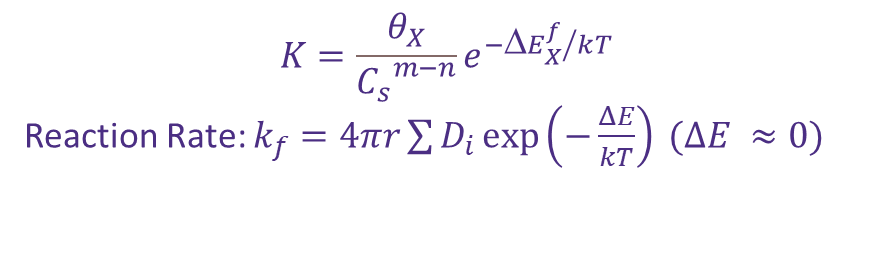 K = θ_X / C_s^{m−n} e^{−ΔE_X^f/kT}
Reaction Rate: k_f = 4πr ∑ D_i exp(−ΔE/kT) (ΔE ≈ 0)